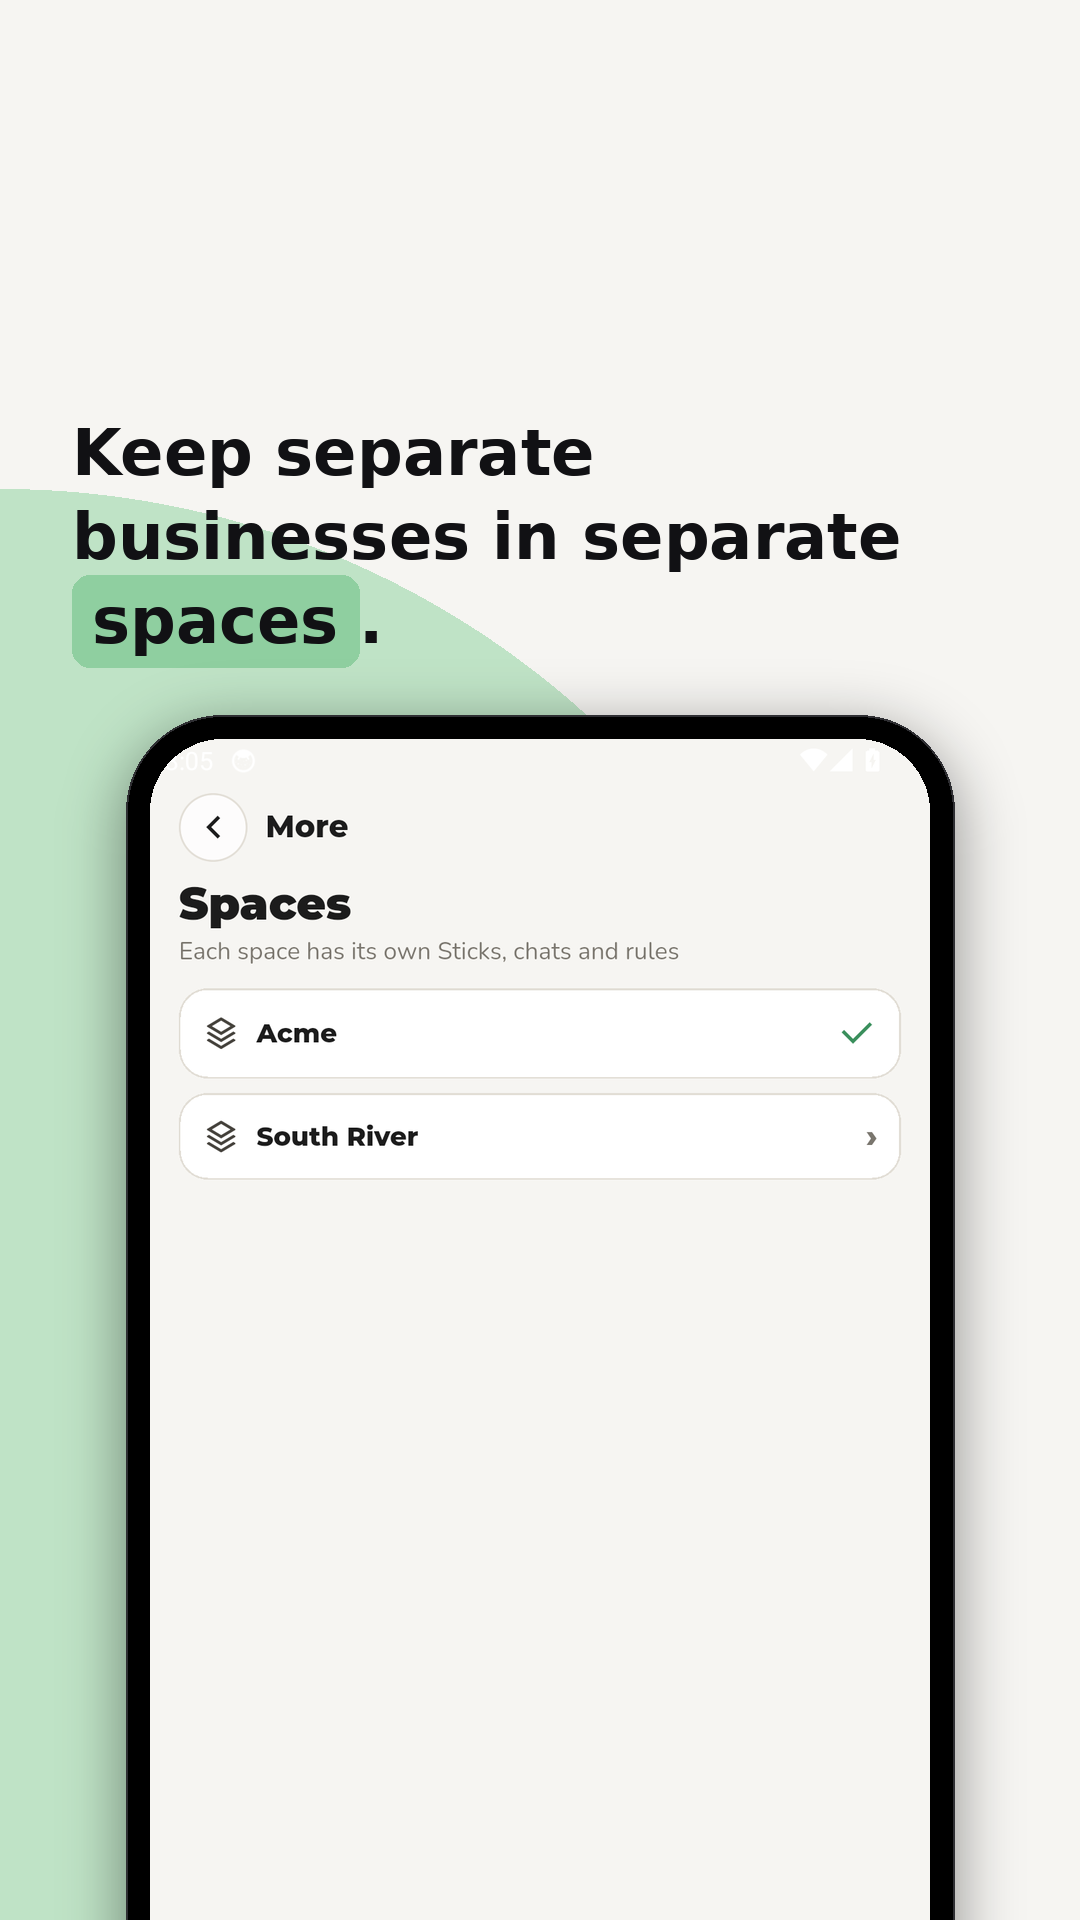 Keep separate
businesses in separate
spaces.
More
Spaces
Each space has its own Sticks, chats and rules
Acme
South River